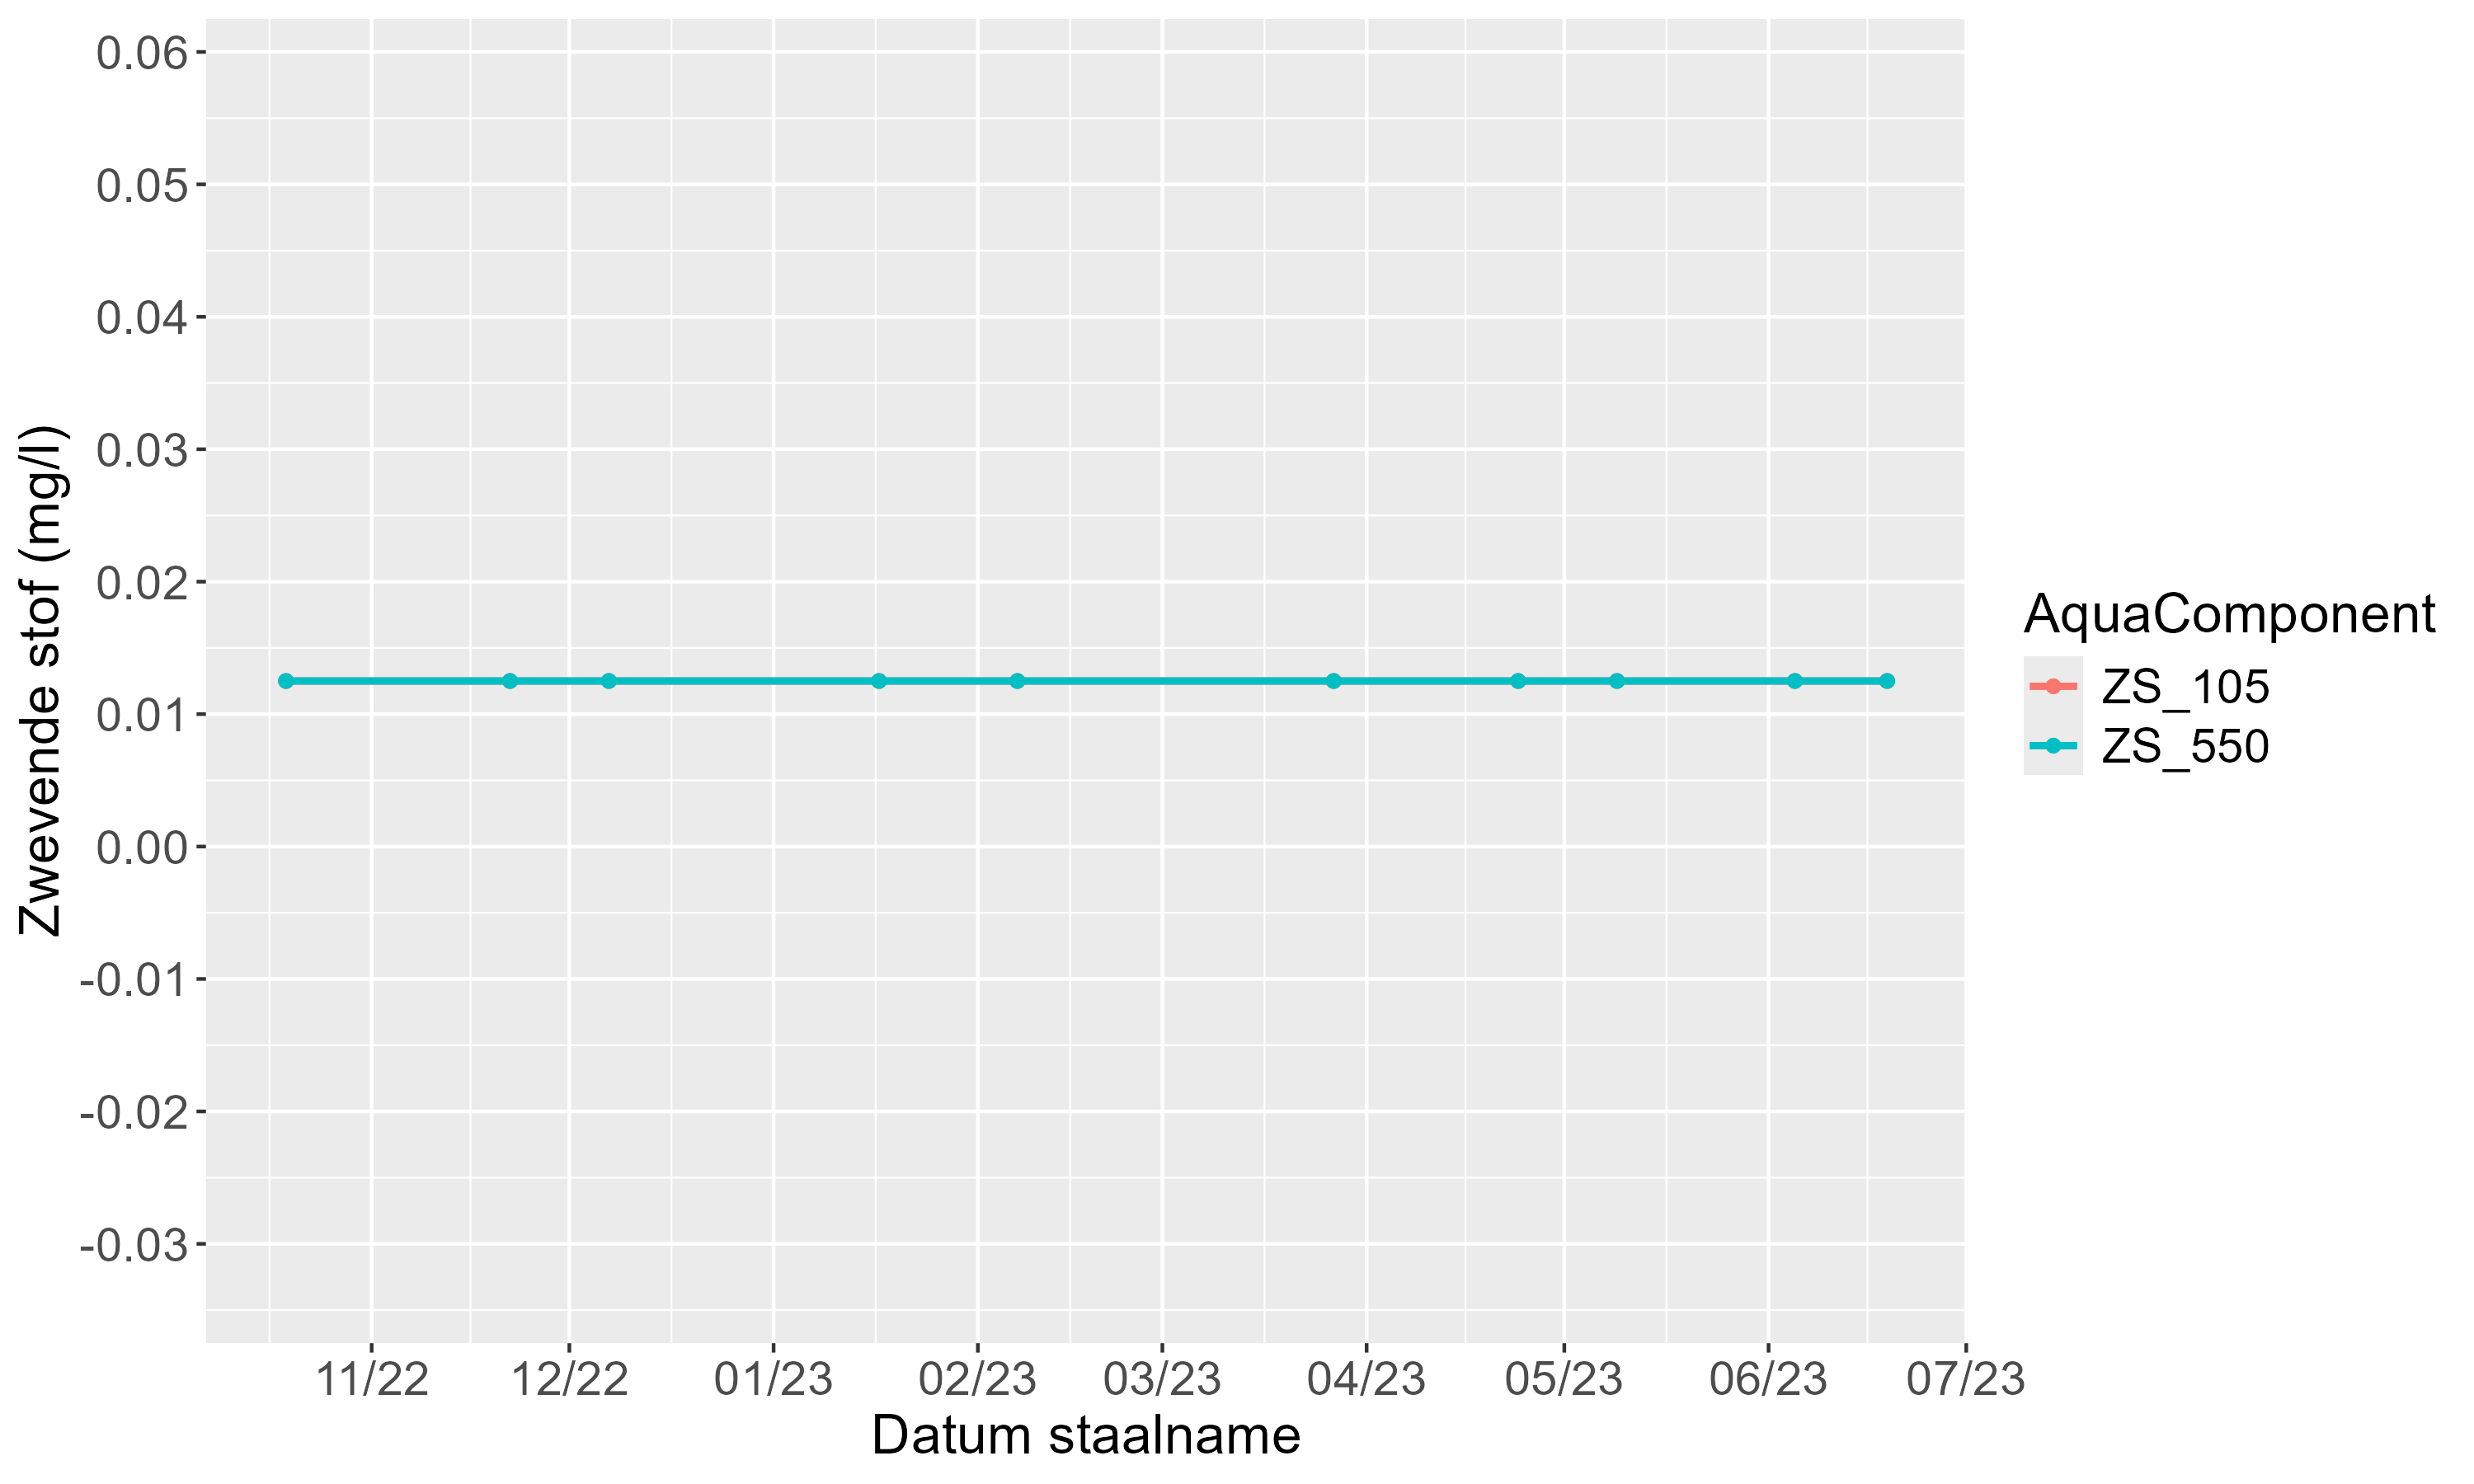 Zwevende stof (mg/l)
0.06
0.05
0.04
0.03
0.02
0.01
0.00
-0.01
-0.02
-0.03
11/22 12/22 01/23 02/23 03/23 04/23 05/23 06/23 07/23
Datum staalname
AquaComponent
ZS_105
ZS_550